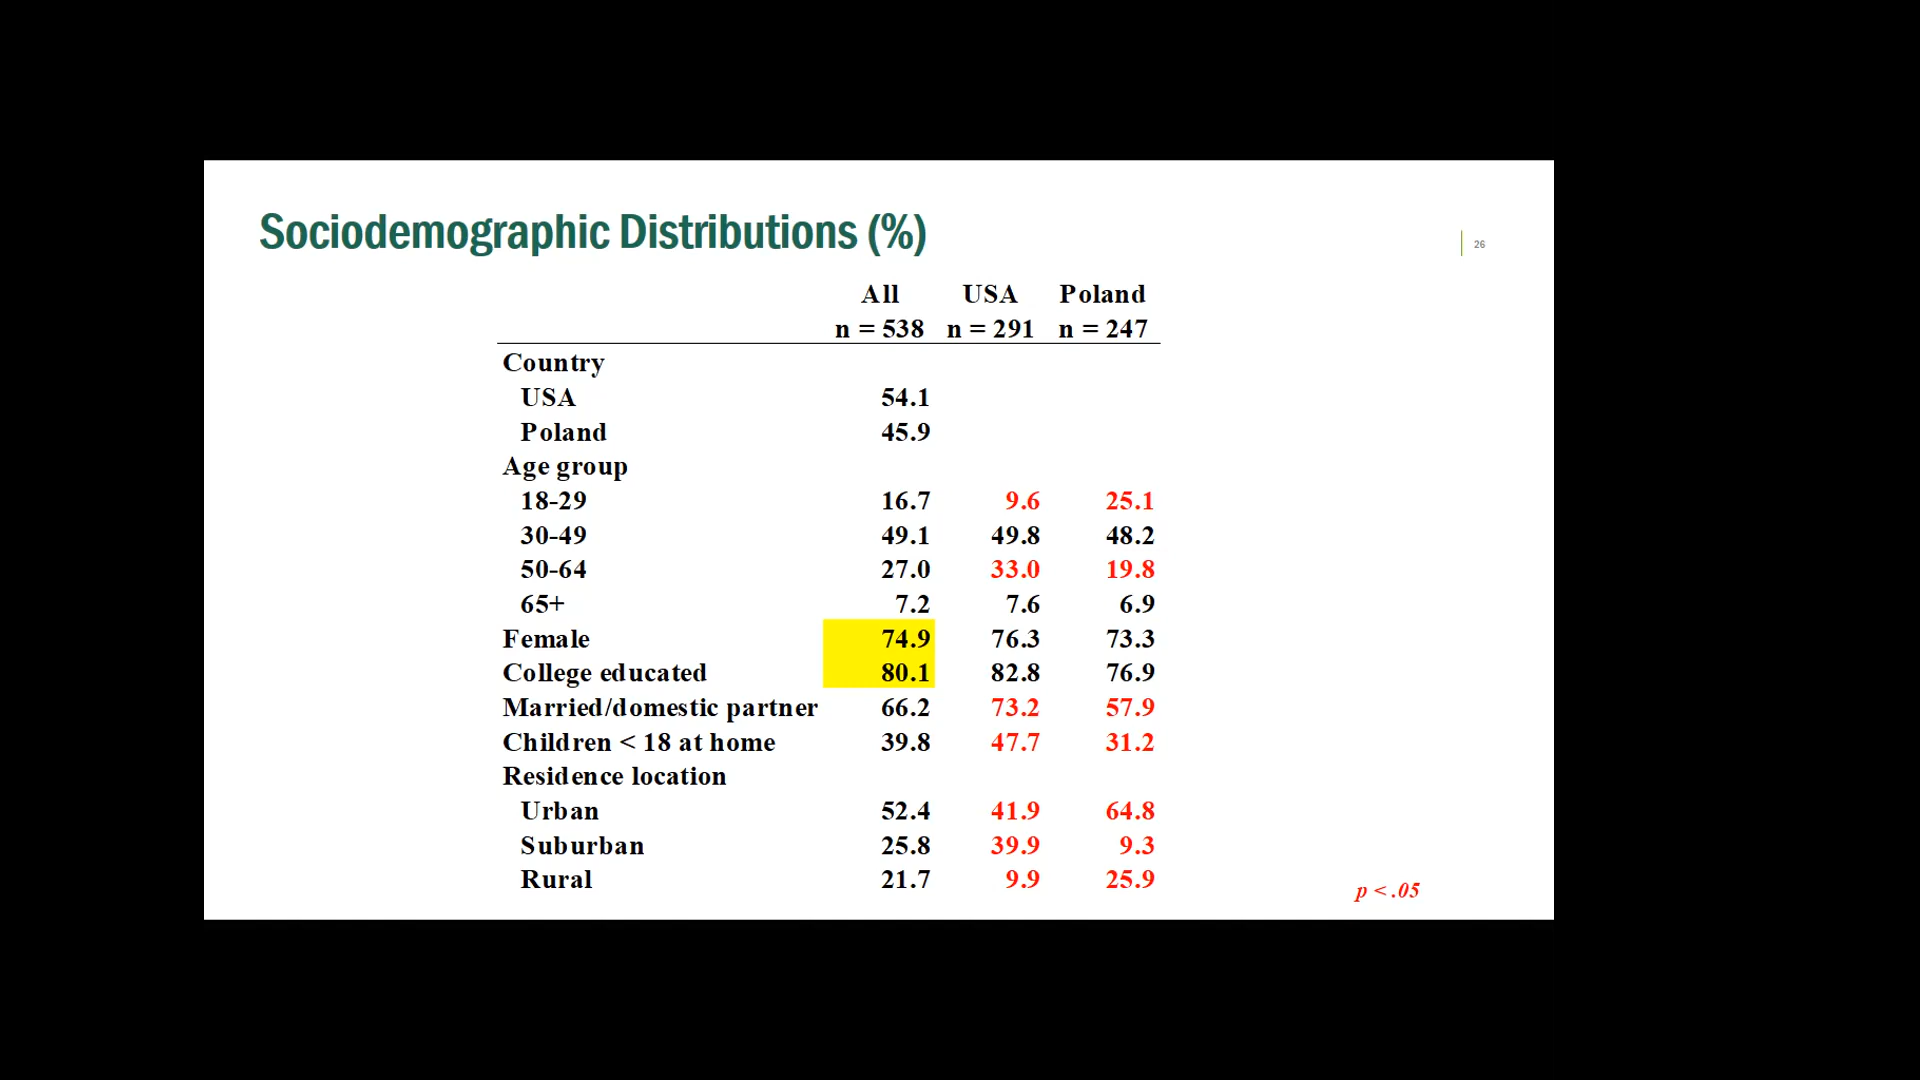 Sociodemographic Distributions (%)
26
All USA Poland
n = 538 n = 291 n = 247
Country
USA 54.1
Poland 45.9
Age group
18-29 16.7 9.6 25.1
30-49 49.1 49.8 48.2
50-64 27.0 33.0 19.8
65+ 7.2 7.6 6.9
Female 74.9 76.3 73.3
College educated 80.1 82.8 76.9
Married/domestic partner 66.2 73.2 57.9
Children < 18 at home 39.8 47.7 31.2
Residence location
Urban 52.4 41.9 64.8
Suburban 25.8 39.9 9.3
Rural 21.7 9.9 25.9
p < .05